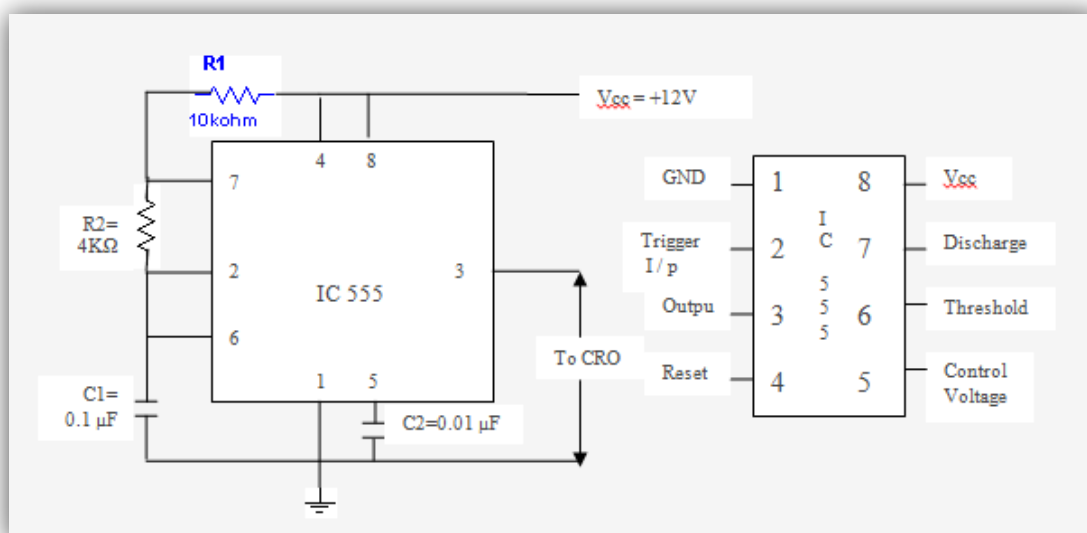 R1
10kohm
Vcc = +12V
4 8
7
R2=
4KΩ
2
IC 555
3
6
To CRO
1 5
C1=
0.1 µF
C2=0.01 µF
GND
1 8
Vcc
I
C
Trigger
I / p
2 7
Discharge
5
5
5
Outpu
3 6
Threshold
Reset
4 5
Control
Voltage